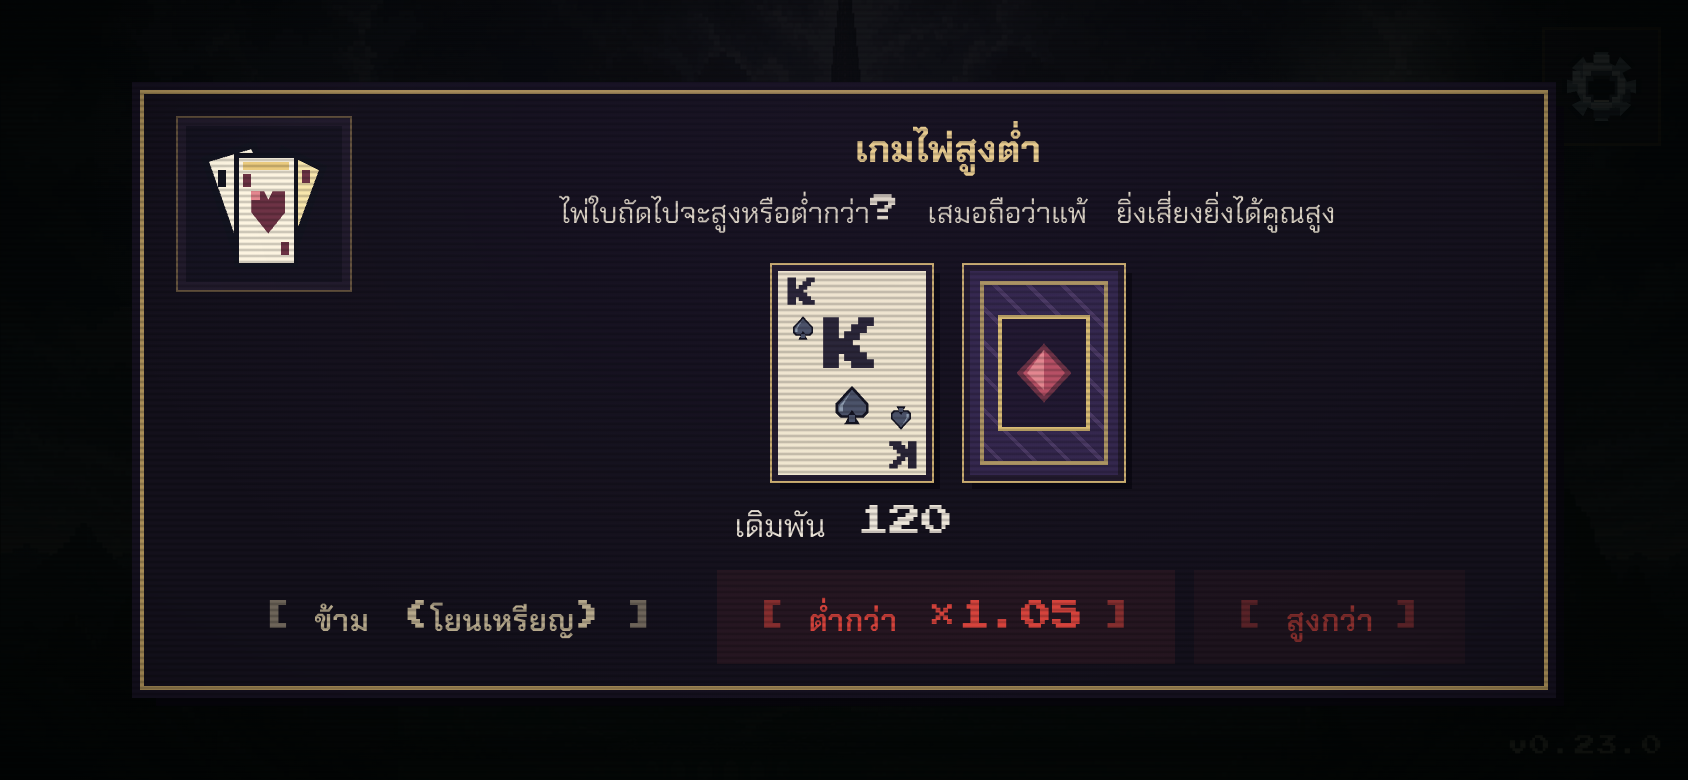 เกมไพ่สูงต่ำ
ไพ่ใบถัดไปจะสูงหรือต่ำกว่า? เสมอถือว่าแพ้ ยิ่งเสี่ยงยิ่งได้คูณสูง
K
K
K
เดิมพัน 120
[ ข้าม (โยนเหรียญ) ] [ ต่ำกว่า ×1.05 ] [ สูงกว่า ]
v0.23.0